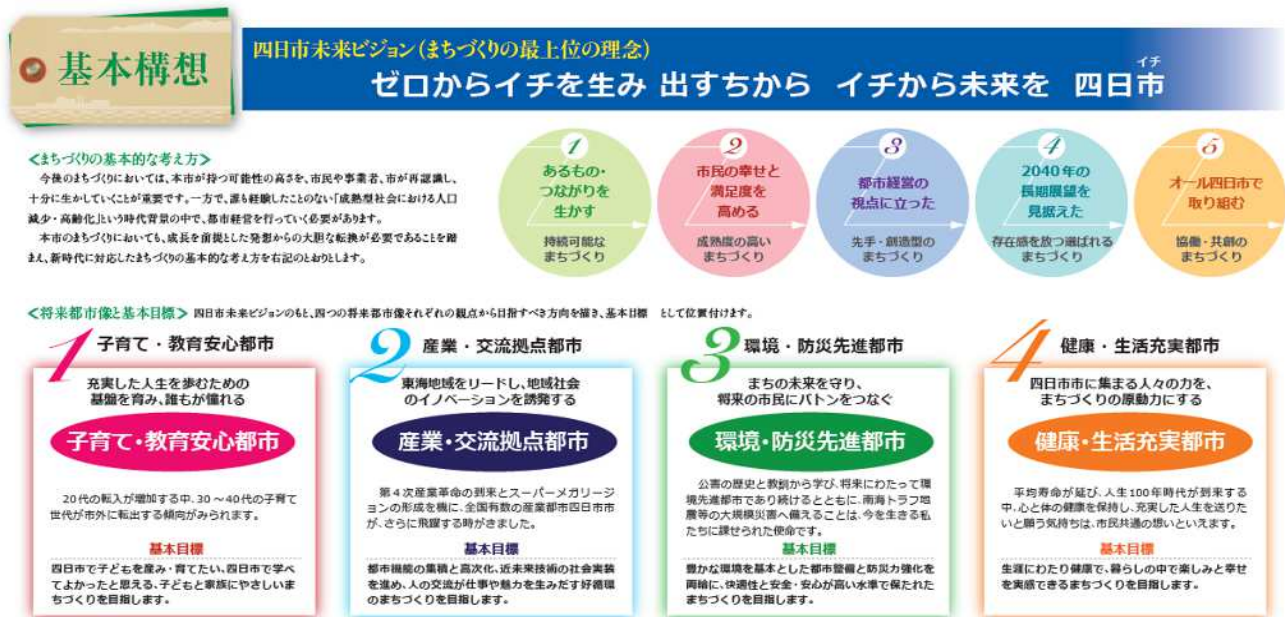 基本構想
四日市未来ビジョン(まちづくりの最上位の理念)
ゼロからイチを生み 出すちから イチから未来を 四日市
イチ
<まちづくりの基本的な考え方>
今後のまちづくりにおいては、本市が持つ可能性の高さを、市民や事業者、市が再認識し、
十分に生かしていくことが重要です。一方で、誰も経験したことのない「成熟型社会における人口
減少・高齢化」という時代背景の中で、都市経営を行っていく必要があります。
本市のまちづくりにおいても、成長を前提とした発想からの大胆な転換が必要であることを踏
まえ、新時代に対応したまちづくりの基本的な考え方を右記のとおりとします。
1
あるもの・
つながりを
生かす
持続可能な
まちづくり
2
市民の幸せと
満足度を
高める
成熟度の高い
まちづくり
3
都市経営の
視点に立った
先手・創造型の
まちづくり
4
2040年の
長期展望を
見据えた
存在感を放つ選ばれる
まちづくり
5
オール四日市で
取り組む
協働・共創の
まちづくり
<将来都市像と基本目標> 四日市未来ビジョンのもと、四つの将来都市像それぞれの観点から目指すべき方向を描き、基本目標 として位置付けます。
1 子育て・教育安心都市
充実した人生を歩むための
基盤を育み、誰もが憧れる
子育て・教育安心都市
20代の転入が増加する中、30～40代の子育て
世代が市外に転出する傾向がみられます。
基本目標
四日市で子どもを産み・育てたい、四日市で学べ
てよかったと思える、子どもと家族にやさしいま
ちづくりを目指します。
2 産業・交流拠点都市
東海地域をリードし、地域社会
のイノベーションを誘発する
産業・交流拠点都市
第4次産業革命の到来とスーパーメガリージ
ョンの形成を機に、全国有数の産業都市四日市市
が、さらに飛躍する時がきました。
基本目標
都市機能の集積と高次化、近未来技術の社会実装
を進め、人の交流が仕事や魅力を生みだす好循環
のまちづくりを目指します。
3 環境・防災先進都市
まちの未来を守り、
将来の市民にバトンをつなぐ
環境・防災先進都市
公害の歴史と教訓から学び、将来にわたって環
境先進都市であり続けるとともに、南海トラフ地
震等の大規模災害へ備えることは、今を生きる私
たちに課せられた使命です。
基本目標
豊かな環境を基本とした都市整備と防災力強化を
両輪に、快適性と安全・安心が高い水準で保たれた
まちづくりを目指します。
4 健康・生活充実都市
四日市市に集まる人々の力を、
まちづくりの原動力にする
健康・生活充実都市
平均寿命が延び、人生100年時代が到来する
中、心と体の健康を保持し、充実した人生を送りた
いと願う気持ちは、市民共通の想いといえます。
基本目標
生涯にわたり健康で、暮らしの中で楽しみと幸せ
を実感できるまちづくりを目指します。